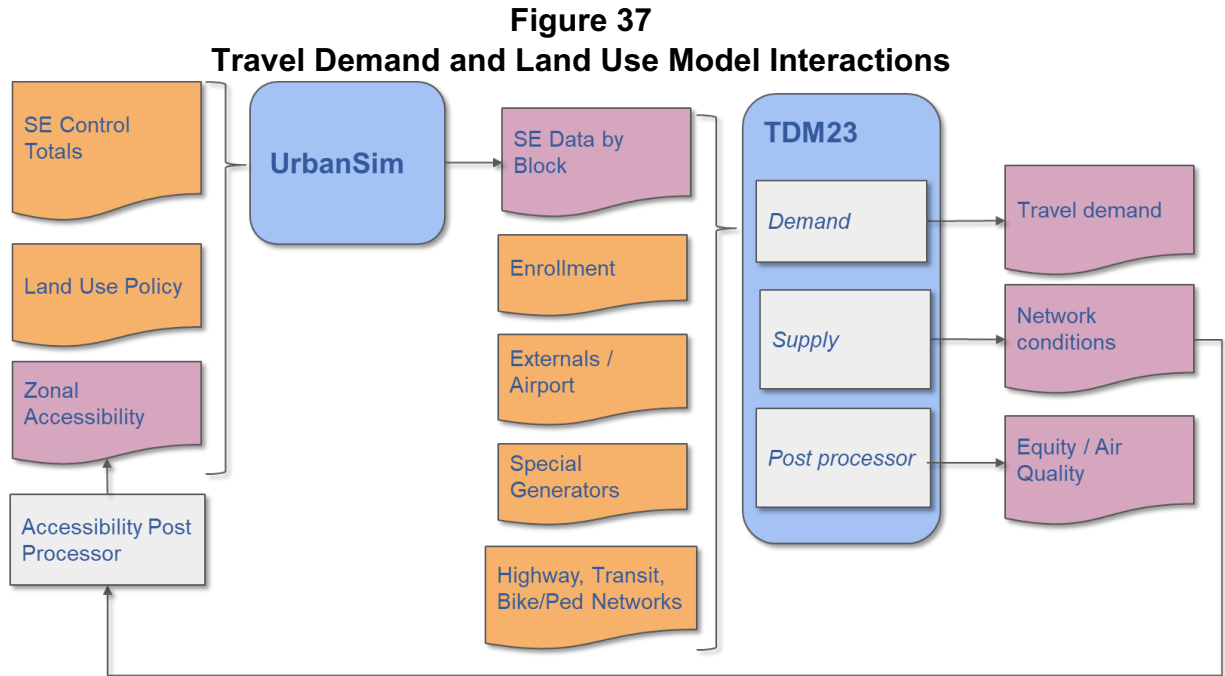 Figure 37
Travel Demand and Land Use Model Interactions
SE Control
Totals
Land Use Policy
Zonal
Accessibility
Accessibility Post
Processor
UrbanSim
SE Data by
Block
Enrollment
Externals /
Airport
Special
Generators
Highway, Transit,
Bike/Ped Networks
TDM23
Demand
Supply
Post processor
Travel demand
Network
conditions
Equity / Air
Quality